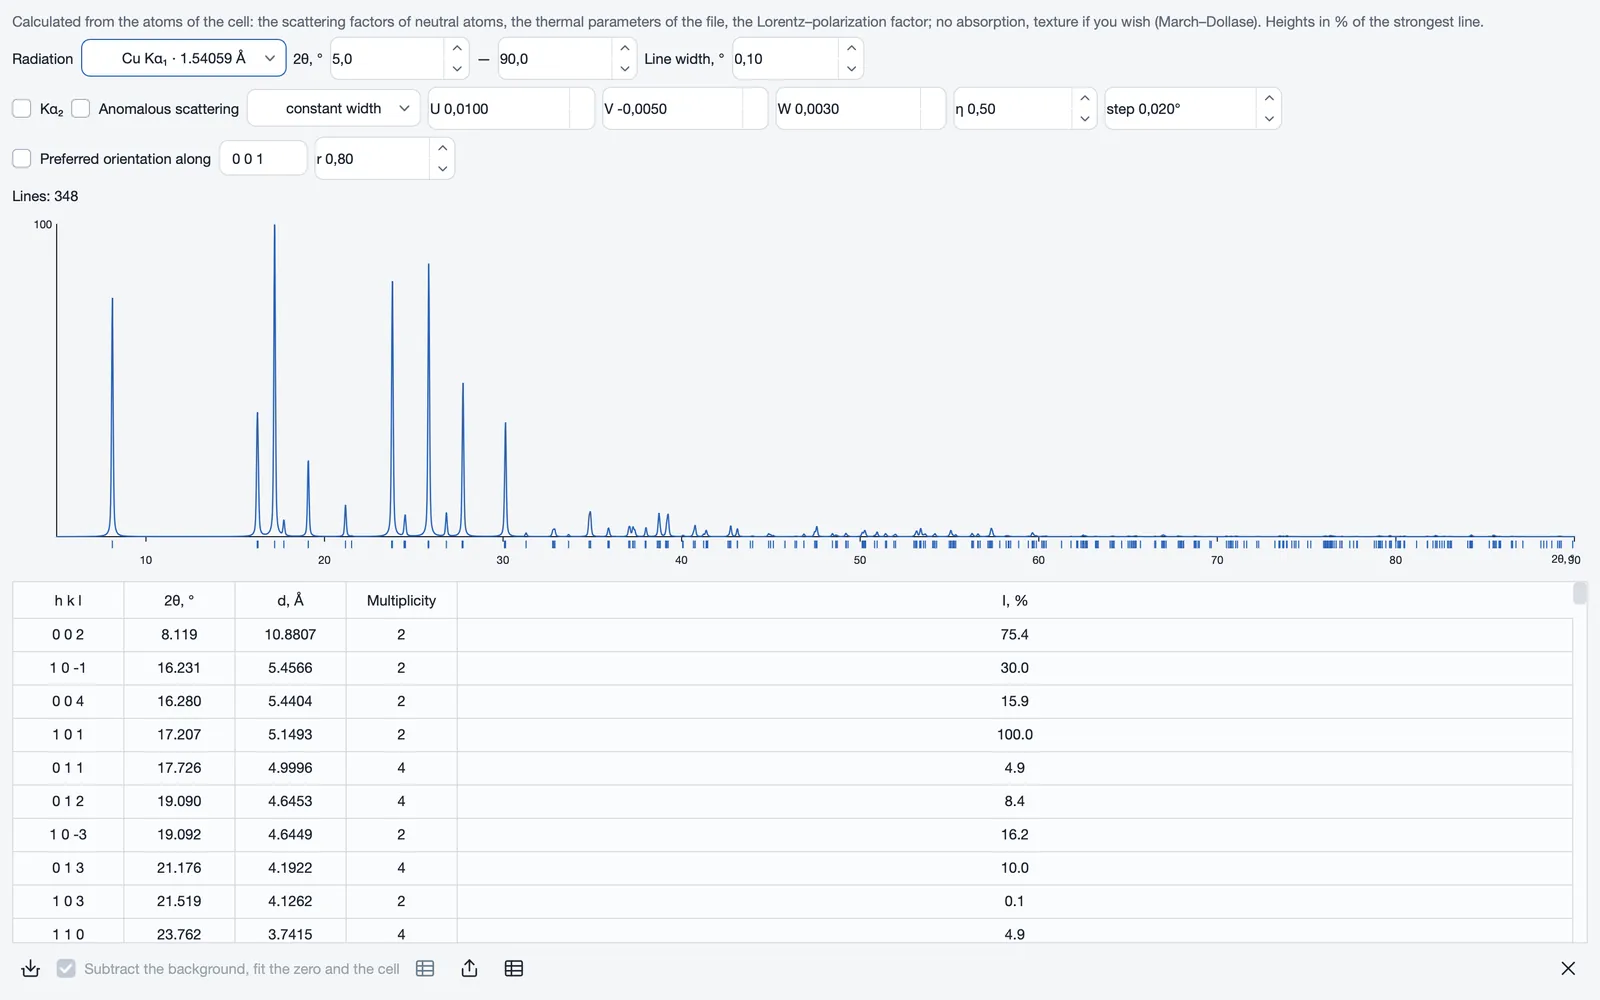 Calculated from the atoms of the cell: the scattering factors of neutral atoms, the thermal parameters of the file, the Lorentz–polarization factor; no absorption, texture if you wish (March–Dollase). Heights in % of the strongest line.
Radiation Cu Kα₁ · 1.54059 Å 2θ, ° 5,0 — 90,0 Line width, ° 0,10
Kα₂ Anomalous scattering constant width U 0,0100 V -0,0050 W 0,0030 η 0,50 step 0,020°
Preferred orientation along 0 0 1 r 0,80
Lines: 348
100
10 20 30 40 50 60 70 80 2θ, 90
h k l 2θ, ° d, Å Multiplicity I, %
0 0 2 8.119 10.8807 2 75.4
1 0 -1 16.231 5.4566 2 30.0
0 0 4 16.280 5.4404 2 15.9
1 0 1 17.207 5.1493 2 100.0
0 1 1 17.726 4.9996 4 4.9
0 1 2 19.090 4.6453 4 8.4
1 0 -3 19.092 4.6449 2 16.2
0 1 3 21.176 4.1922 4 10.0
1 0 3 21.519 4.1262 2 0.1
1 1 0 23.762 3.7415 4 4.9
Subtract the background, fit the zero and the cell